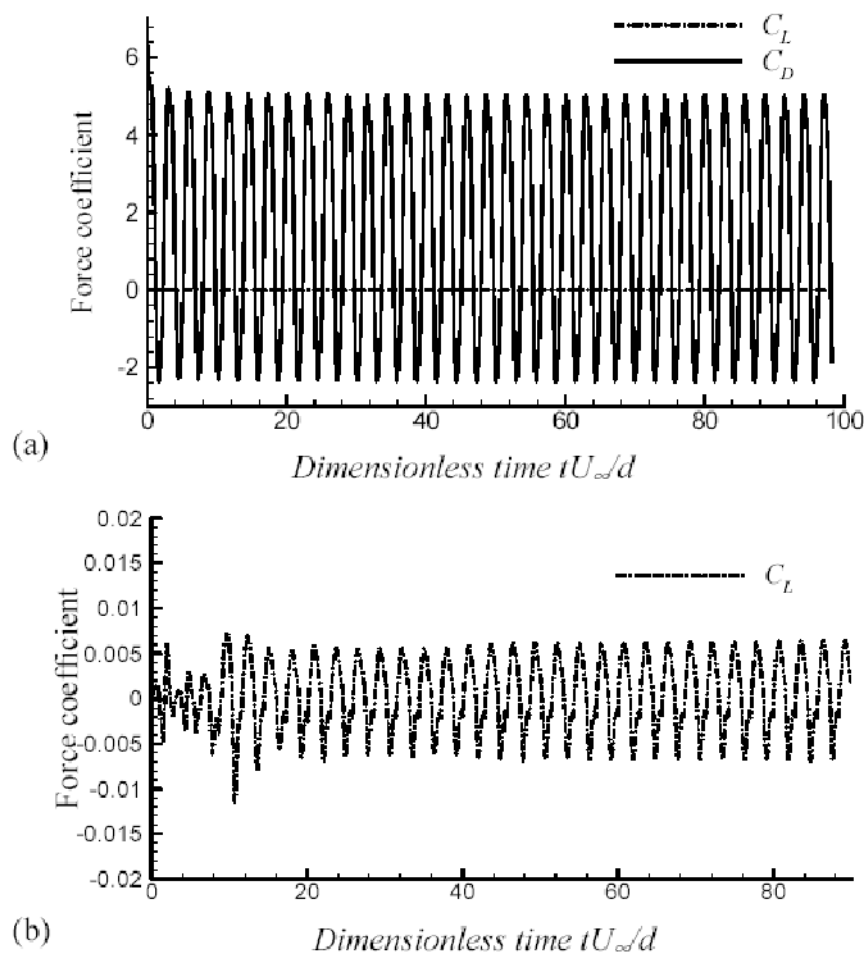 C_L
C_D
Force coefficient
6
4
2
0
-2
0 20 40 60 80 100
(a)
Dimensionless time tU∞/d
0.02
0.015
0.01
0.005
0
-0.005
-0.01
-0.015
-0.02
C_L
Force coefficient
0 20 40 60 80
(b)
Dimensionless time tU∞/d